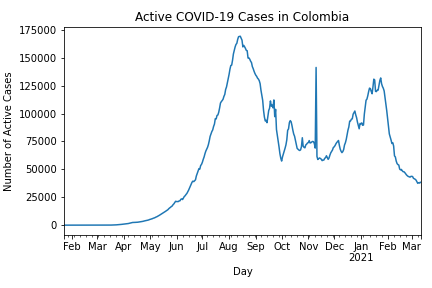 Active COVID-19 Cases in Colombia
Number of Active Cases
175000
150000
125000
100000
75000
50000
25000
0
Feb Mar Apr May Jun Jul Aug Sep Oct Nov Dec Jan Feb Mar
2021
Day